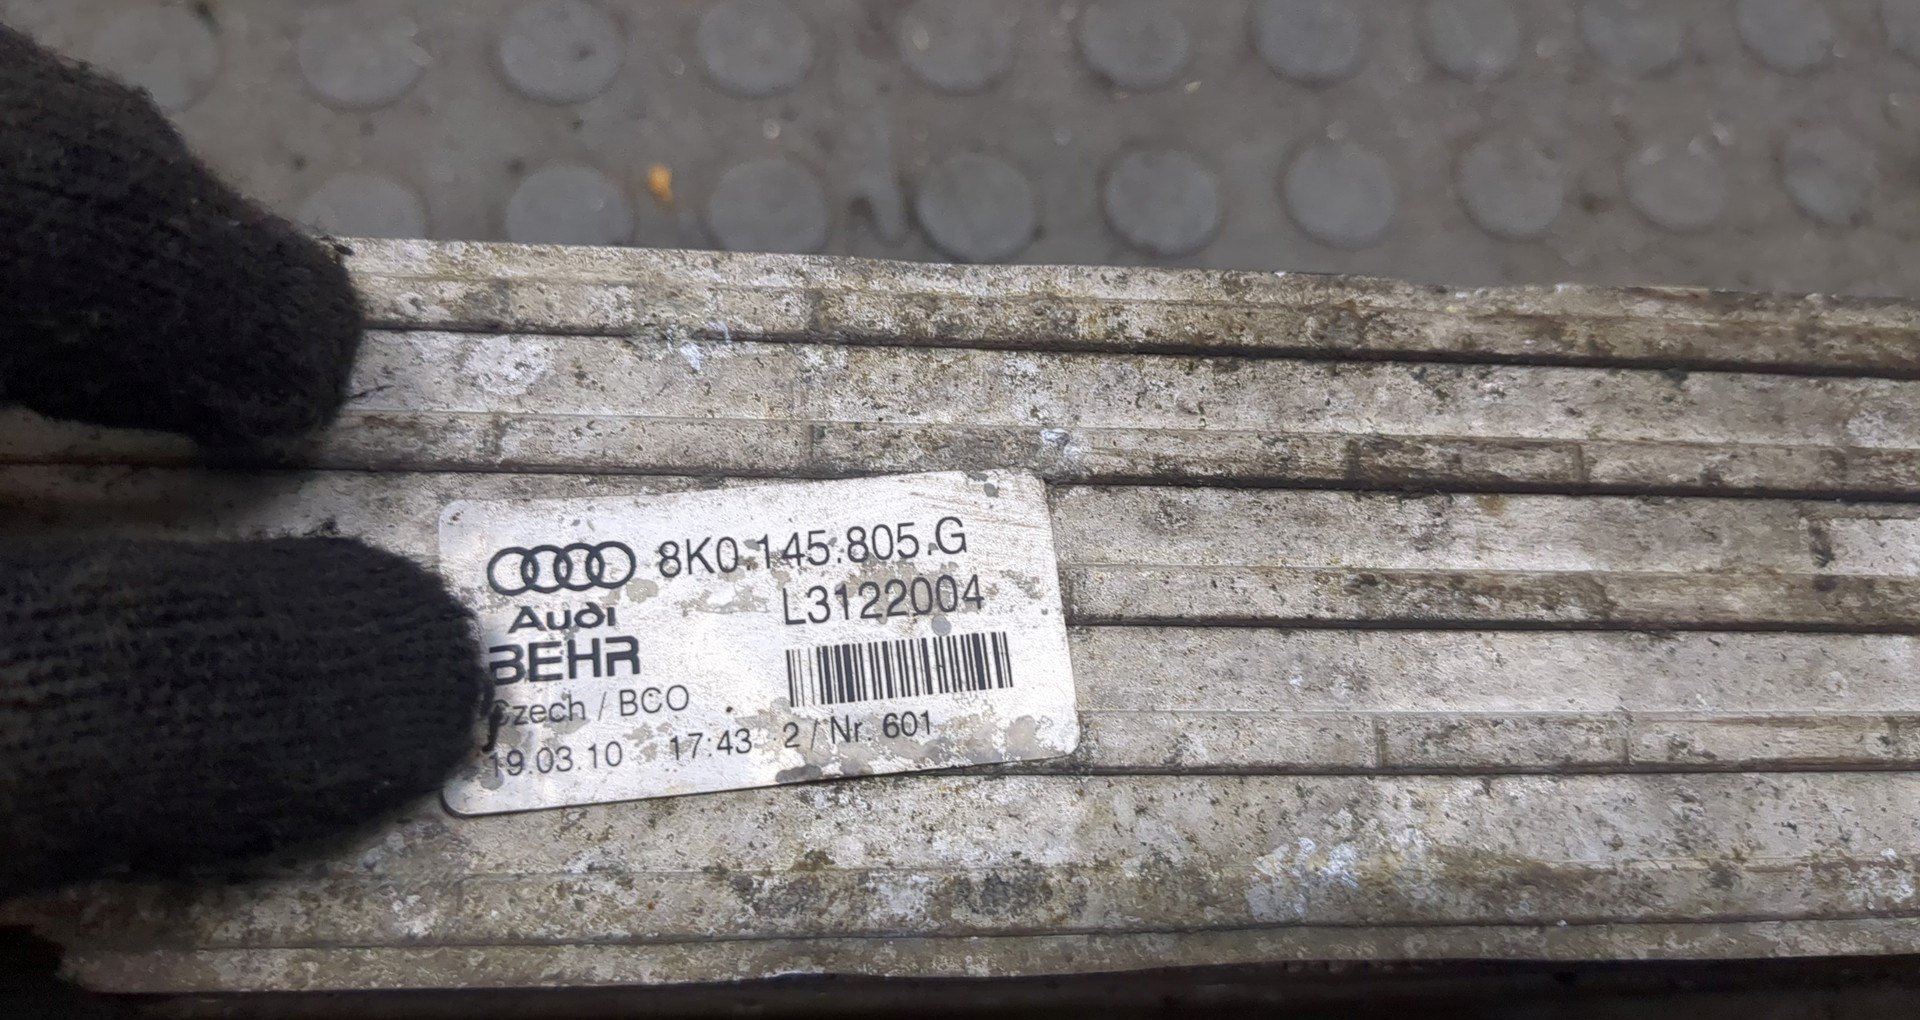 8K0.145.805.G
Audi
L3122004
BEHR
Czech / BCO
19.03.10 17:43 2 / Nr. 601